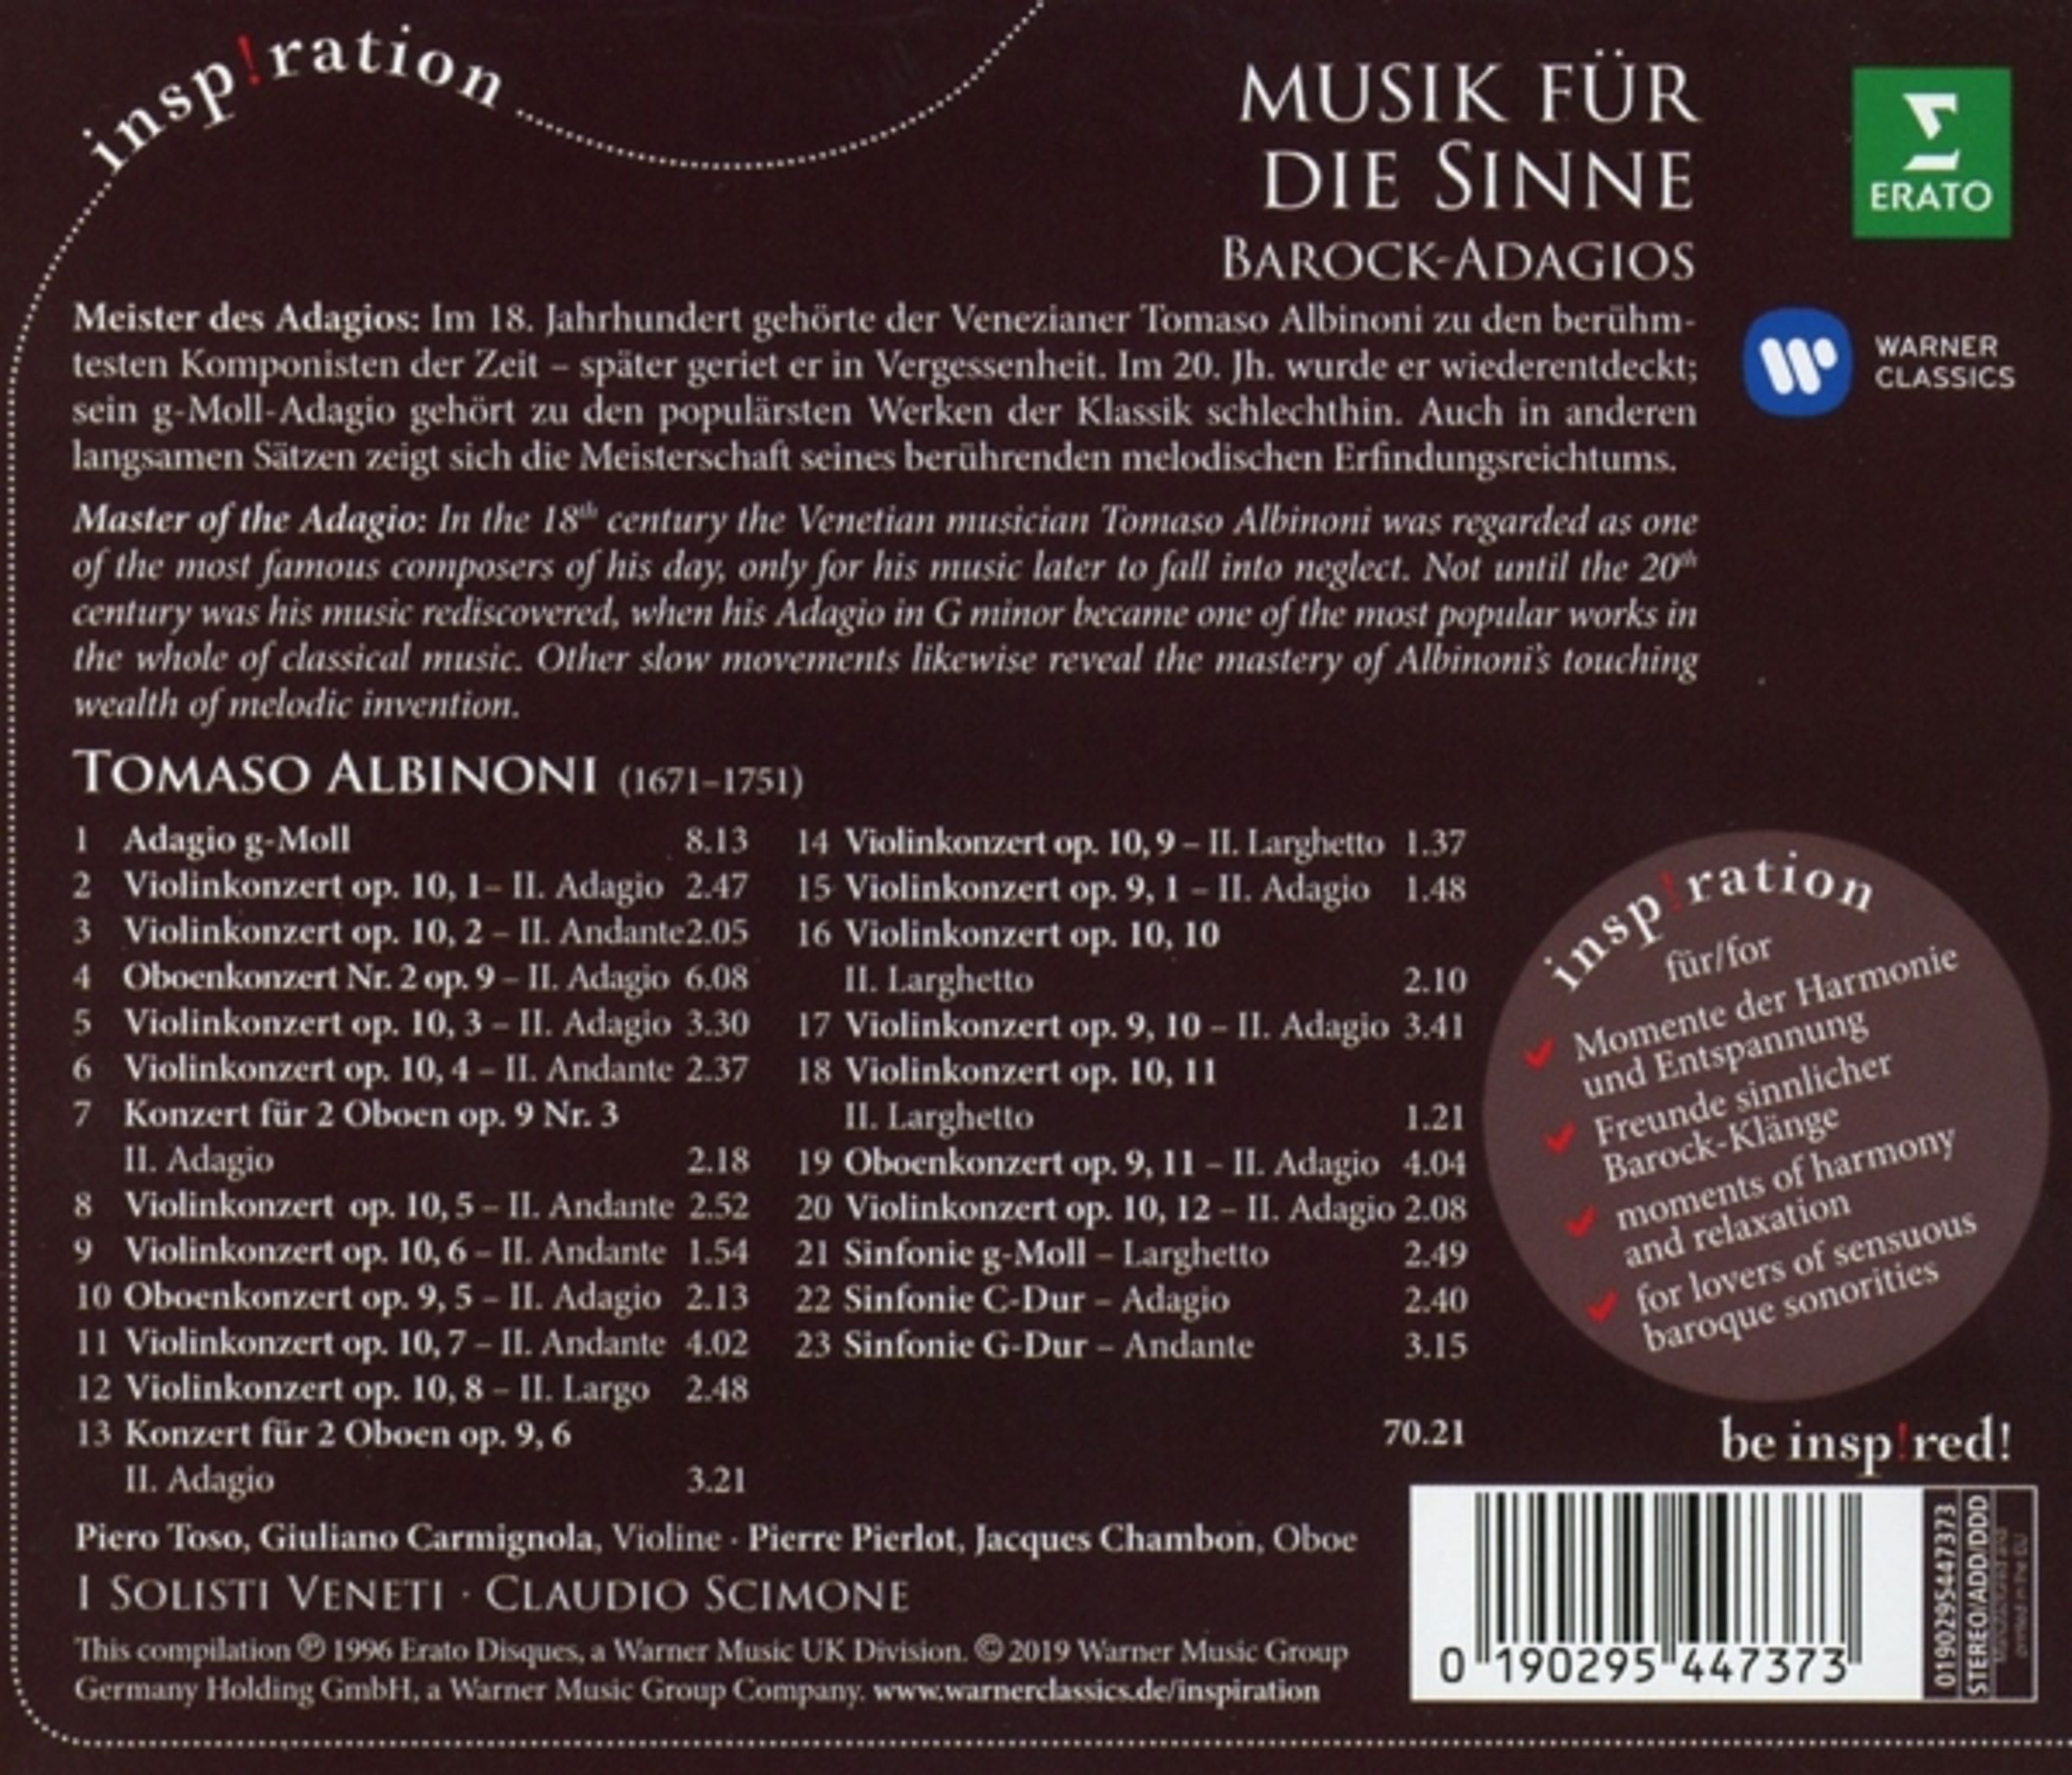 insp!ration
MUSIK FÜR
DIE SINNE
BAROCK-ADAGIOS
ERATO
WARNER
CLASSICS
Meister des Adagios: Im 18. Jahrhundert gehörte der Venezianer Tomaso Albinoni zu den berühm-
testen Komponisten der Zeit – später geriet er in Vergessenheit. Im 20. Jh. wurde er wiederentdeckt;
sein g-Moll-Adagio gehört zu den populärsten Werken der Klassik schlechthin. Auch in anderen
langsamen Sätzen zeigt sich die Meisterschaft seines berührenden melodischen Erfindungsreichtums.
Master of the Adagio: In the 18th century the Venetian musician Tomaso Albinoni was regarded as one
of the most famous composers of his day, only for his music later to fall into neglect. Not until the 20th
century was his music rediscovered, when his Adagio in G minor became one of the most popular works in
the whole of classical music. Other slow movements likewise reveal the mastery of Albinoni's touching
wealth of melodic invention.
TOMASO ALBINONI (1671–1751)
1 Adagio g-Moll 8.13
2 Violinkonzert op. 10, 1– II. Adagio 2.47
3 Violinkonzert op. 10, 2 – II. Andante 2.05
4 Oboenkonzert Nr. 2 op. 9 – II. Adagio 6.08
5 Violinkonzert op. 10, 3 – II. Adagio 3.30
6 Violinkonzert op. 10, 4 – II. Andante 2.37
7 Konzert für 2 Oboen op. 9 Nr. 3
II. Adagio 2.18
8 Violinkonzert op. 10, 5 – II. Andante 2.52
9 Violinkonzert op. 10, 6 – II. Andante 1.54
10 Oboenkonzert op. 9, 5 – II. Adagio 2.13
11 Violinkonzert op. 10, 7 – II. Andante 4.02
12 Violinkonzert op. 10, 8 – II. Largo 2.48
13 Konzert für 2 Oboen op. 9, 6
II. Adagio 3.21
14 Violinkonzert op. 10, 9 – II. Larghetto 1.37
15 Violinkonzert op. 9, 1 – II. Adagio 1.48
16 Violinkonzert op. 10, 10
II. Larghetto 2.10
17 Violinkonzert op. 9, 10 – II. Adagio 3.41
18 Violinkonzert op. 10, 11
II. Larghetto 1.21
19 Oboenkonzert op. 9, 11 – II. Adagio 4.04
20 Violinkonzert op. 10, 12 – II. Adagio 2.08
21 Sinfonie g-Moll – Larghetto 2.49
22 Sinfonie C-Dur – Adagio 2.40
23 Sinfonie G-Dur – Andante 3.15
70.21
insp!ration
für/for
Momente der Harmonie
und Entspannung
Freunde sinnlicher
Barock-Klänge
moments of harmony
and relaxation
for lovers of sensuous
baroque sonorities
be insp!red!
Piero Toso, Giuliano Carmignola, Violine · Pierre Pierlot, Jacques Chambon, Oboe
I SOLISTI VENETI · CLAUDIO SCIMONE
This compilation ℗ 1996 Erato Disques, a Warner Music UK Division. © 2019 Warner Music Group
Germany Holding GmbH, a Warner Music Group Company. www.warnerclassics.de/inspiration
0 190295 447373
0190295447373
STEREO/ADD/DDD